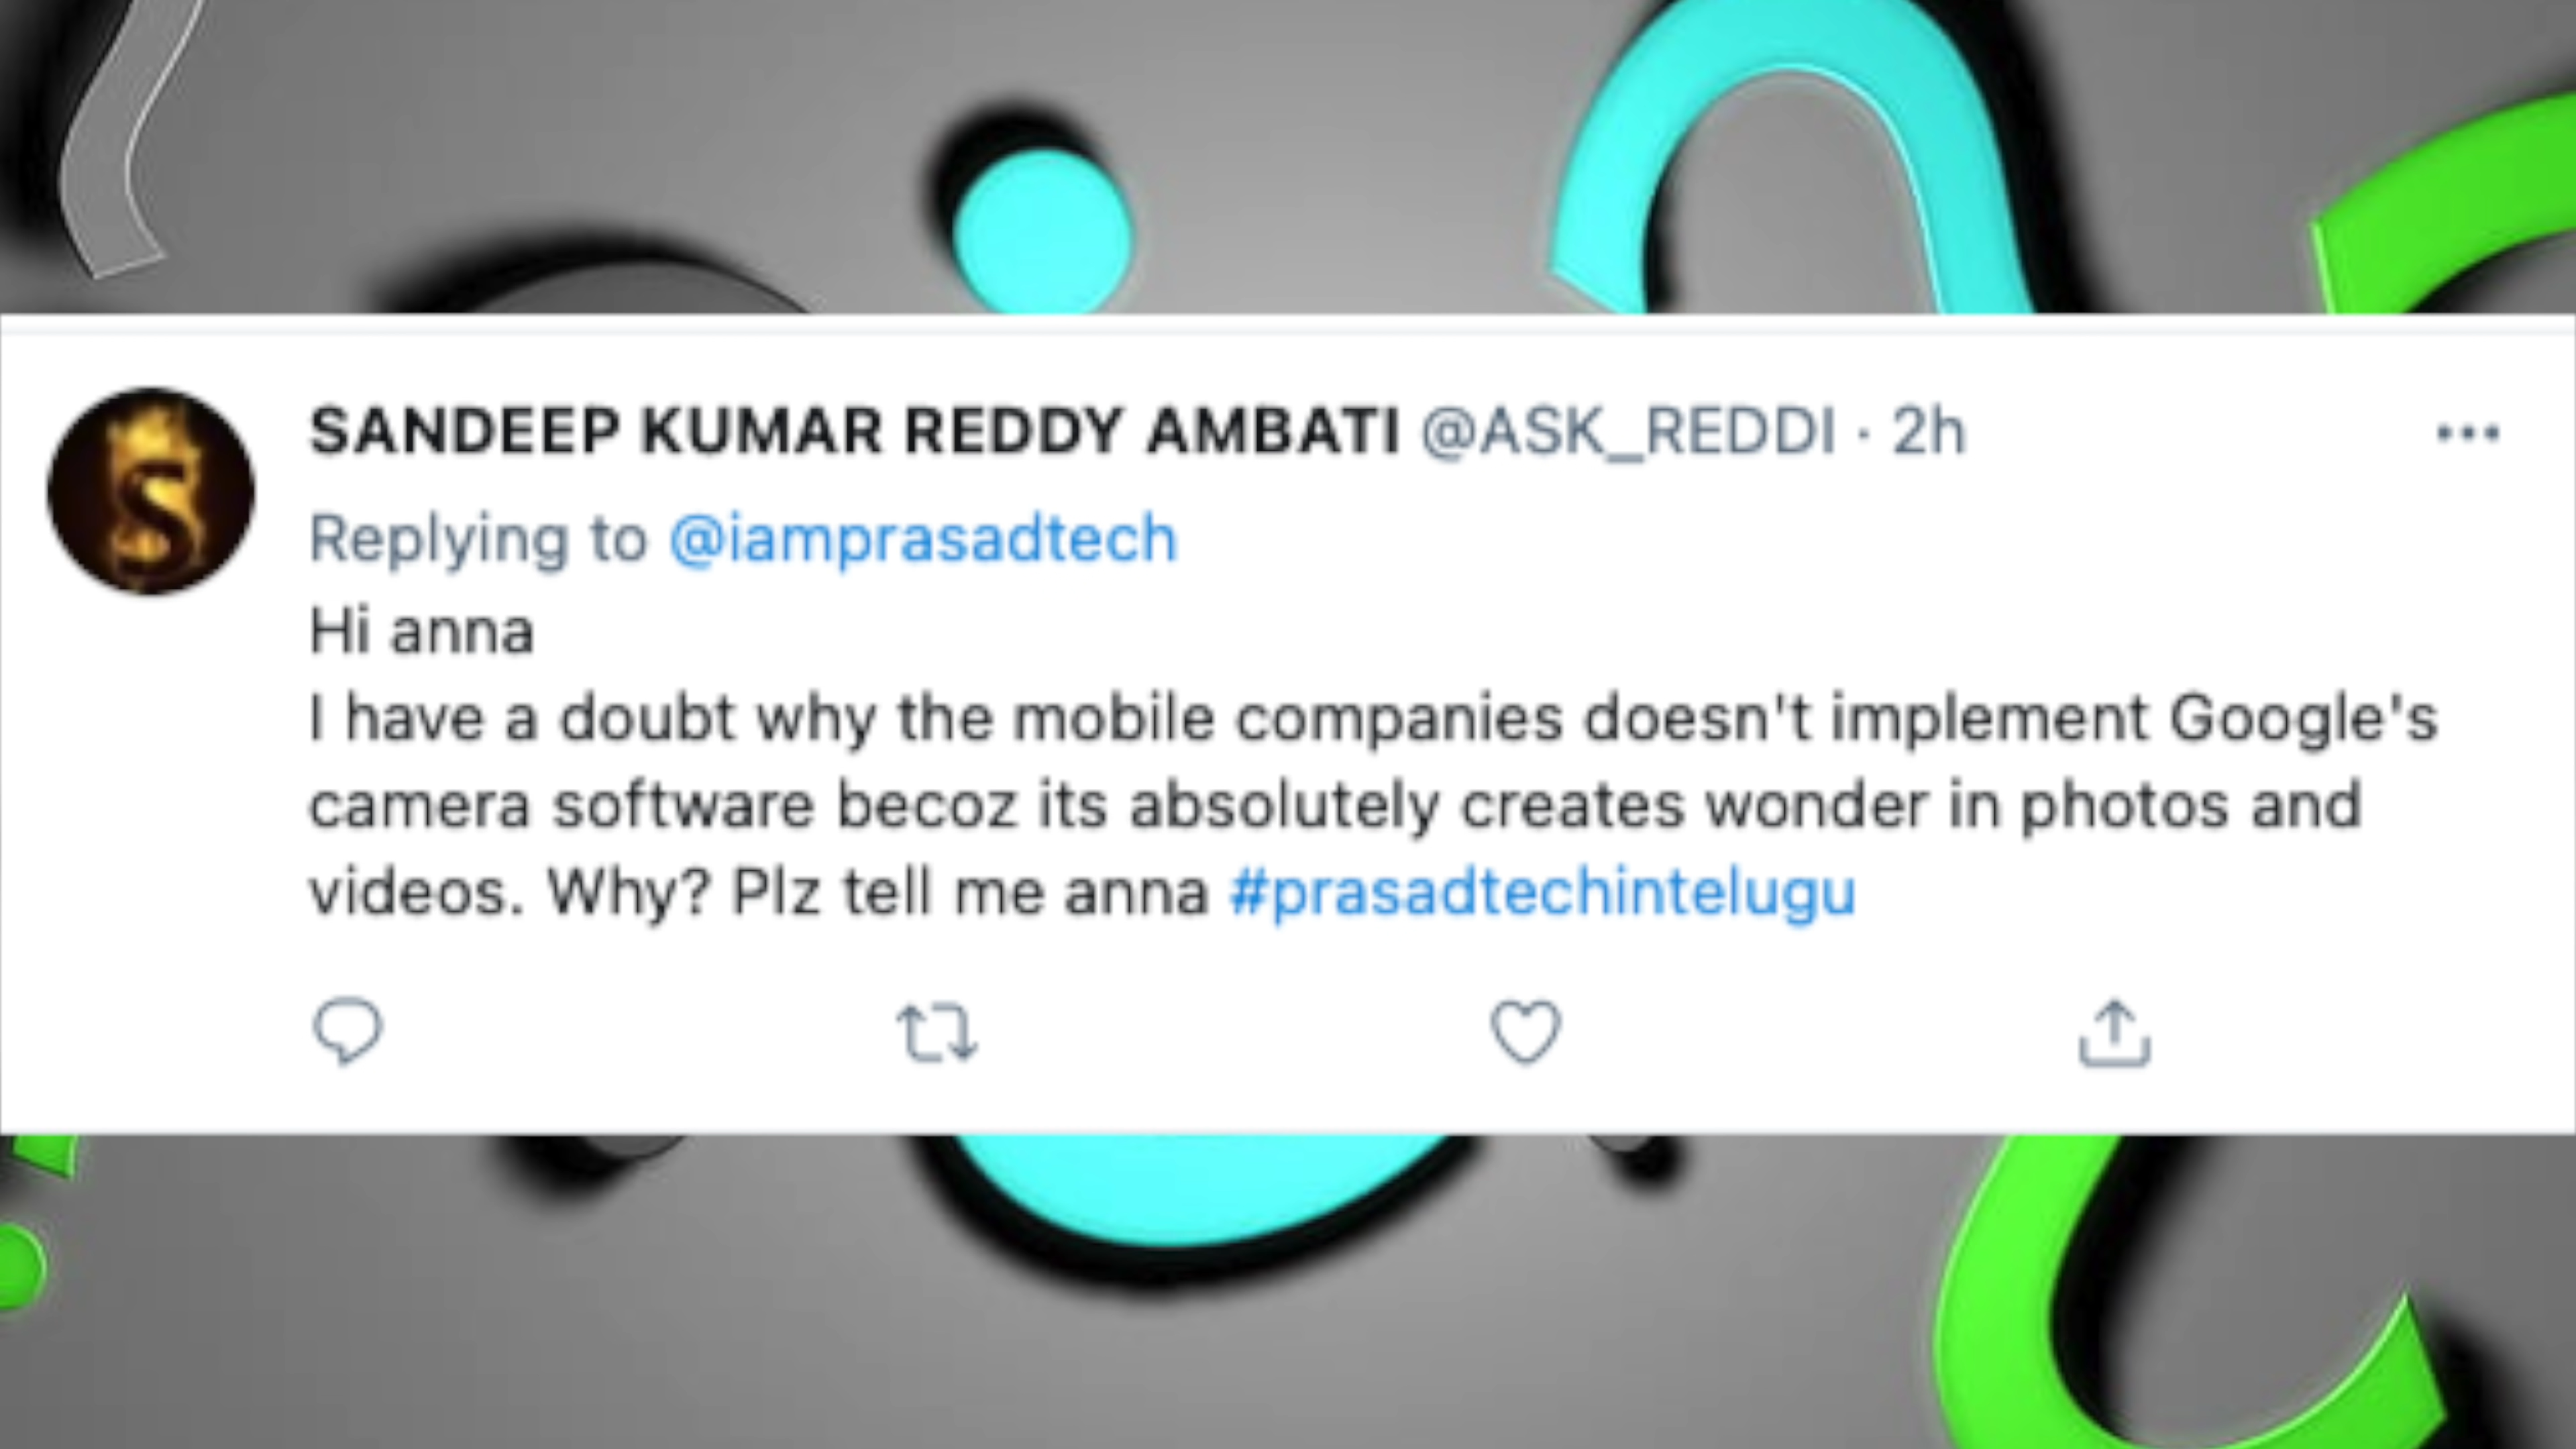 SANDEEP KUMAR REDDY AMBATI @ASK_REDDI · 2h
Replying to @iamprasadtech
Hi anna
I have a doubt why the mobile companies doesn't implement Google's
camera software becoz its absolutely creates wonder in photos and
videos. Why? Plz tell me anna #prasadtechintelugu